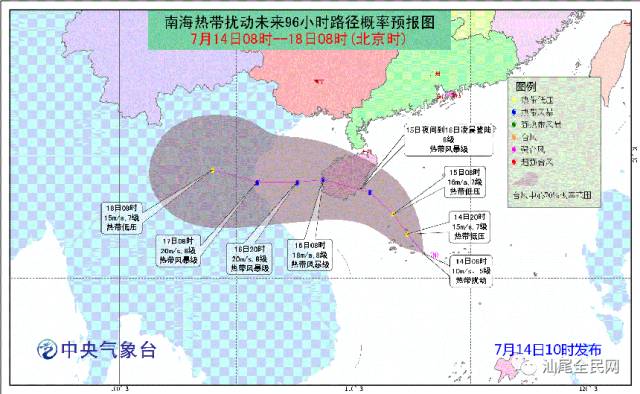 南海热带扰动未来96小时路径概率预报图
7月14日08时--18日08时(北京时)
图例
热带低压
热带风暴
强热带风暴
台风
强台风
超强台风
台风中心70%概率范围
15日夜间到16日凌晨登陆
8级
热带风暴级
15日08时
16m/s,7级
热带低压
14日20时
15m/s,7级
热带低压
14日08时
10m/s, 5级
热带扰动
16日08时
18m/s,8级
热带风暴级
16日20时
20m/s,8级
热带风暴级
17日08时
20m/s,8级
热带风暴级
18日08时
15m/s,7级
热带低压
中央气象台
7月14日10时发布
汕尾全民网